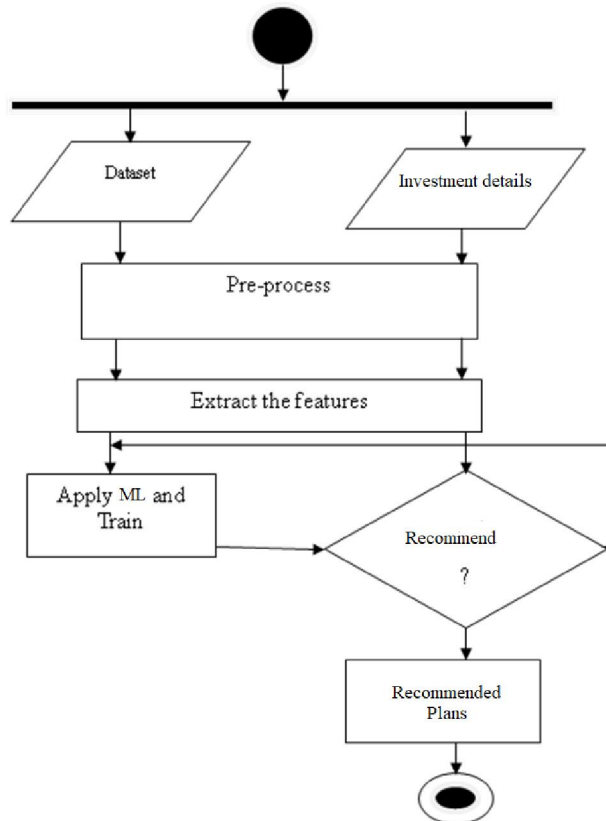 Dataset
Investment details
Pre-process
Extract the features
Apply ML and
Train
Recommend
?
Recommended
Plans